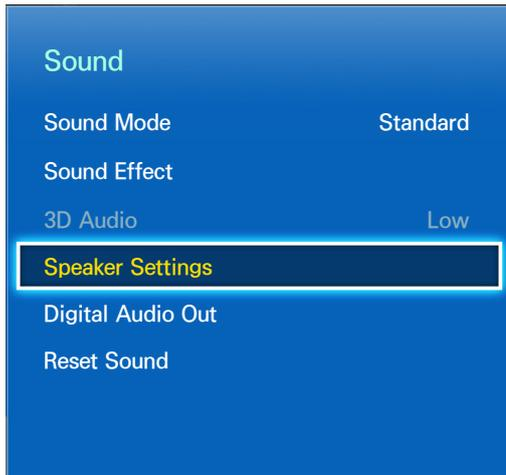 Sound
Sound Mode Standard
Sound Effect
3D Audio Low
Speaker Settings
Digital Audio Out
Reset Sound